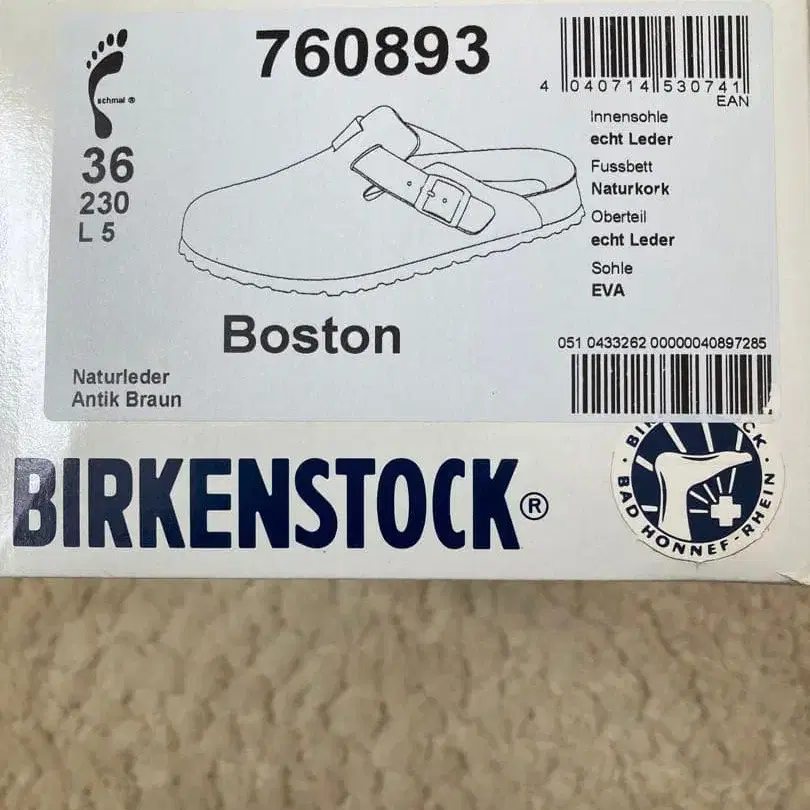 760893
schmal ®
36
230
L 5
4 040714 530741
EAN
Innensohle
echt Leder
Fussbett
Naturkork
Oberteil
echt Leder
Sohle
EVA
Boston
051 0433262 00000040897285
Naturleder
Antik Braun
BIRKENSTOCK®
BAD HONNEF-RHEIN